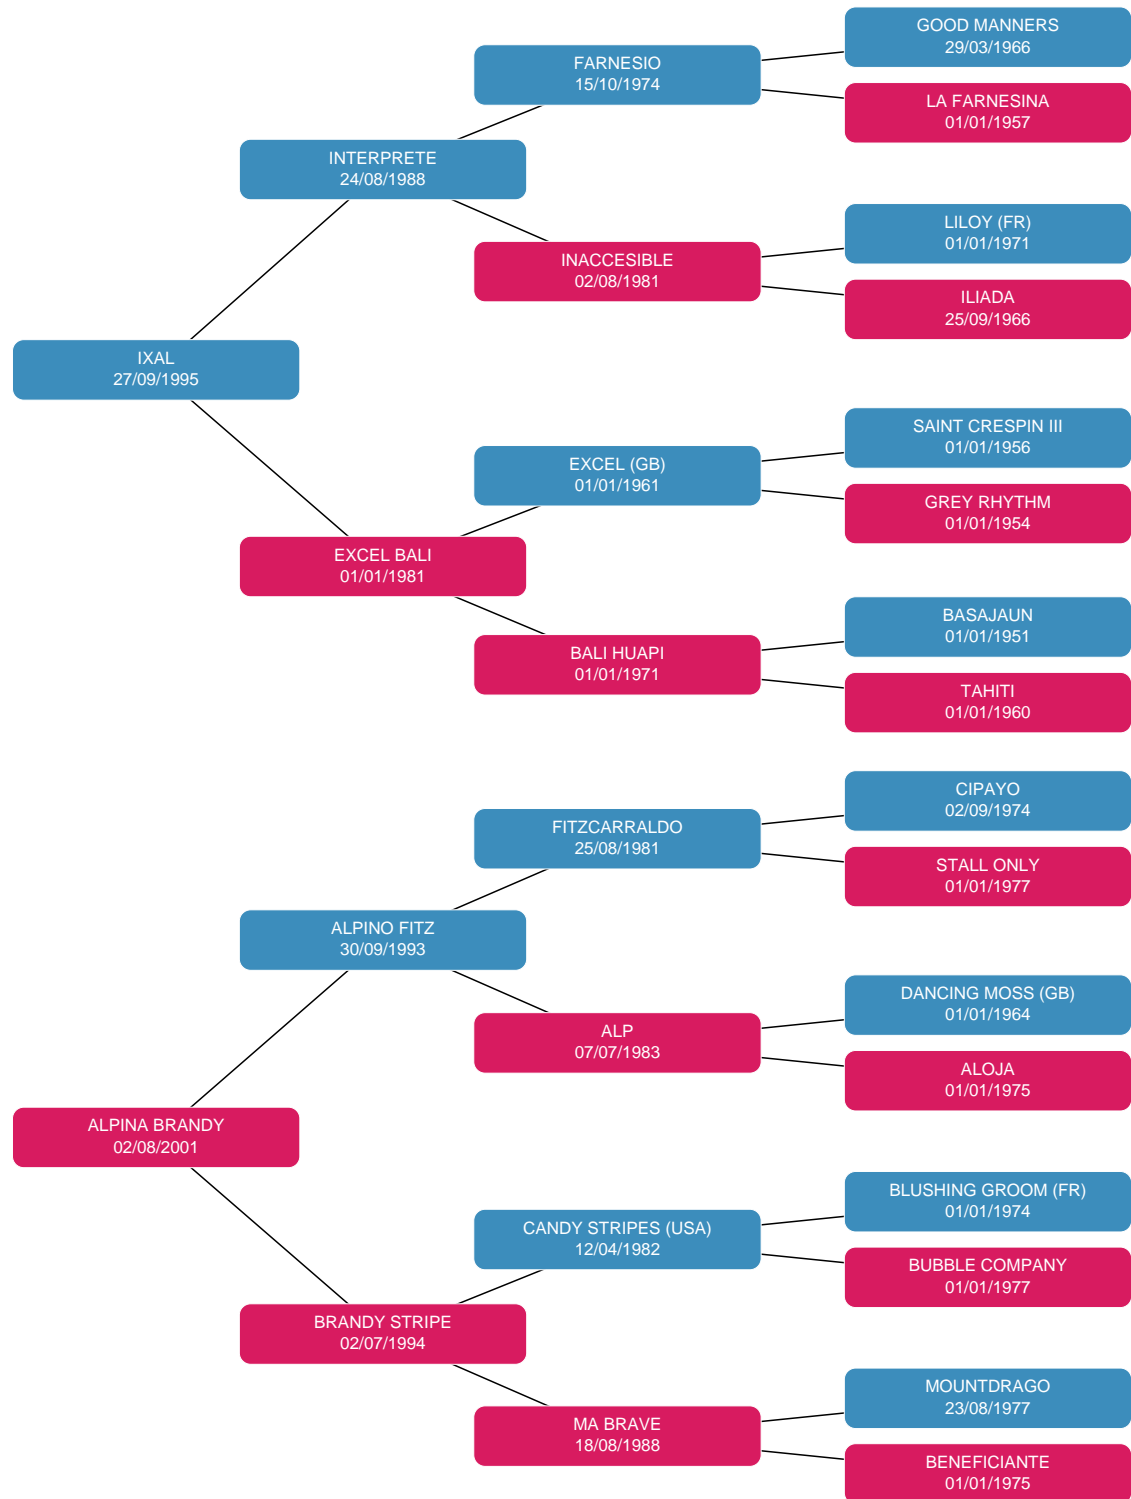 GOOD MANNERS
29/03/1966
FARNESIO
15/10/1974
LA FARNESINA
01/01/1957
INTERPRETE
24/08/1988
LILOY (FR)
01/01/1971
INACCESIBLE
02/08/1981
ILIADA
25/09/1966
IXAL
27/09/1995
SAINT CRESPIN III
01/01/1956
EXCEL (GB)
01/01/1961
GREY RHYTHM
01/01/1954
EXCEL BALI
01/01/1981
BASAJAUN
01/01/1951
BALI HUAPI
01/01/1971
TAHITI
01/01/1960
CIPAYO
02/09/1974
FITZCARRALDO
25/08/1981
STALL ONLY
01/01/1977
ALPINO FITZ
30/09/1993
DANCING MOSS (GB)
01/01/1964
ALP
07/07/1983
ALOJA
01/01/1975
ALPINA BRANDY
02/08/2001
BLUSHING GROOM (FR)
01/01/1974
CANDY STRIPES (USA)
12/04/1982
BUBBLE COMPANY
01/01/1977
BRANDY STRIPE
02/07/1994
MOUNTDRAGO
23/08/1977
MA BRAVE
18/08/1988
BENEFICIANTE
01/01/1975